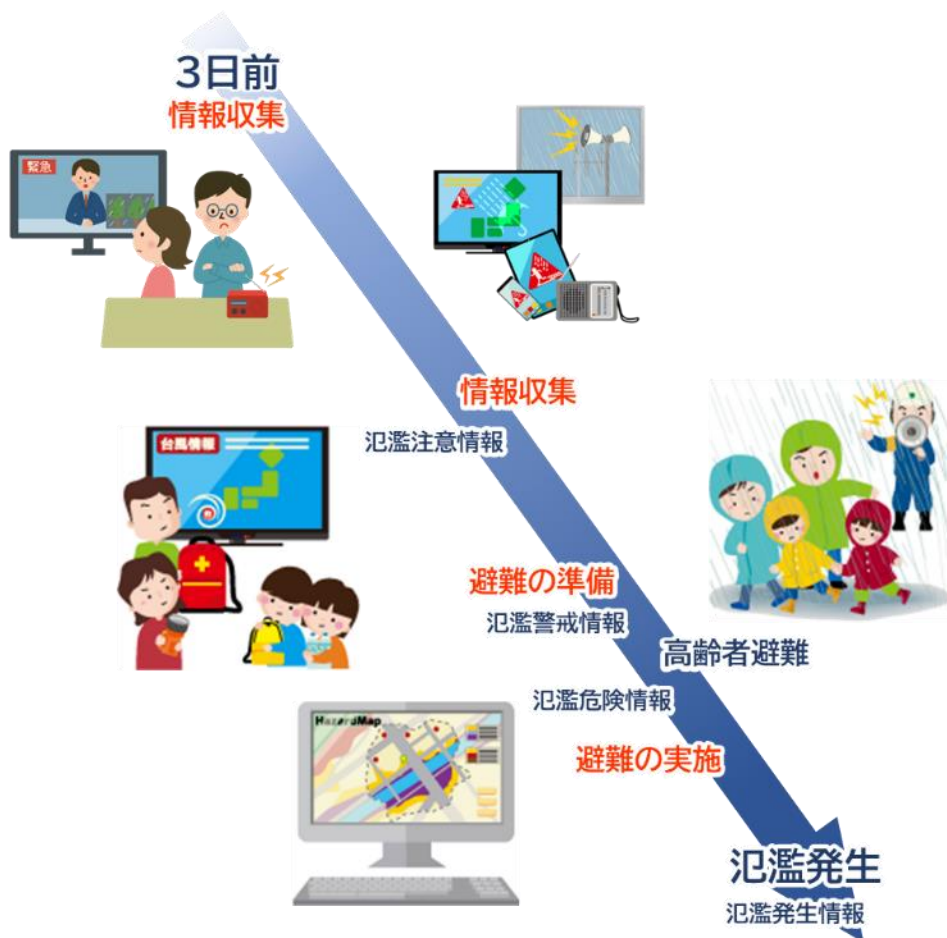 3日前
情報収集
緊急
情報収集
氾濫注意情報
台風情報
避難の準備
氾濫警戒情報
高齢者避難
氾濫危険情報
HazardMap
避難の実施
氾濫発生
氾濫発生情報